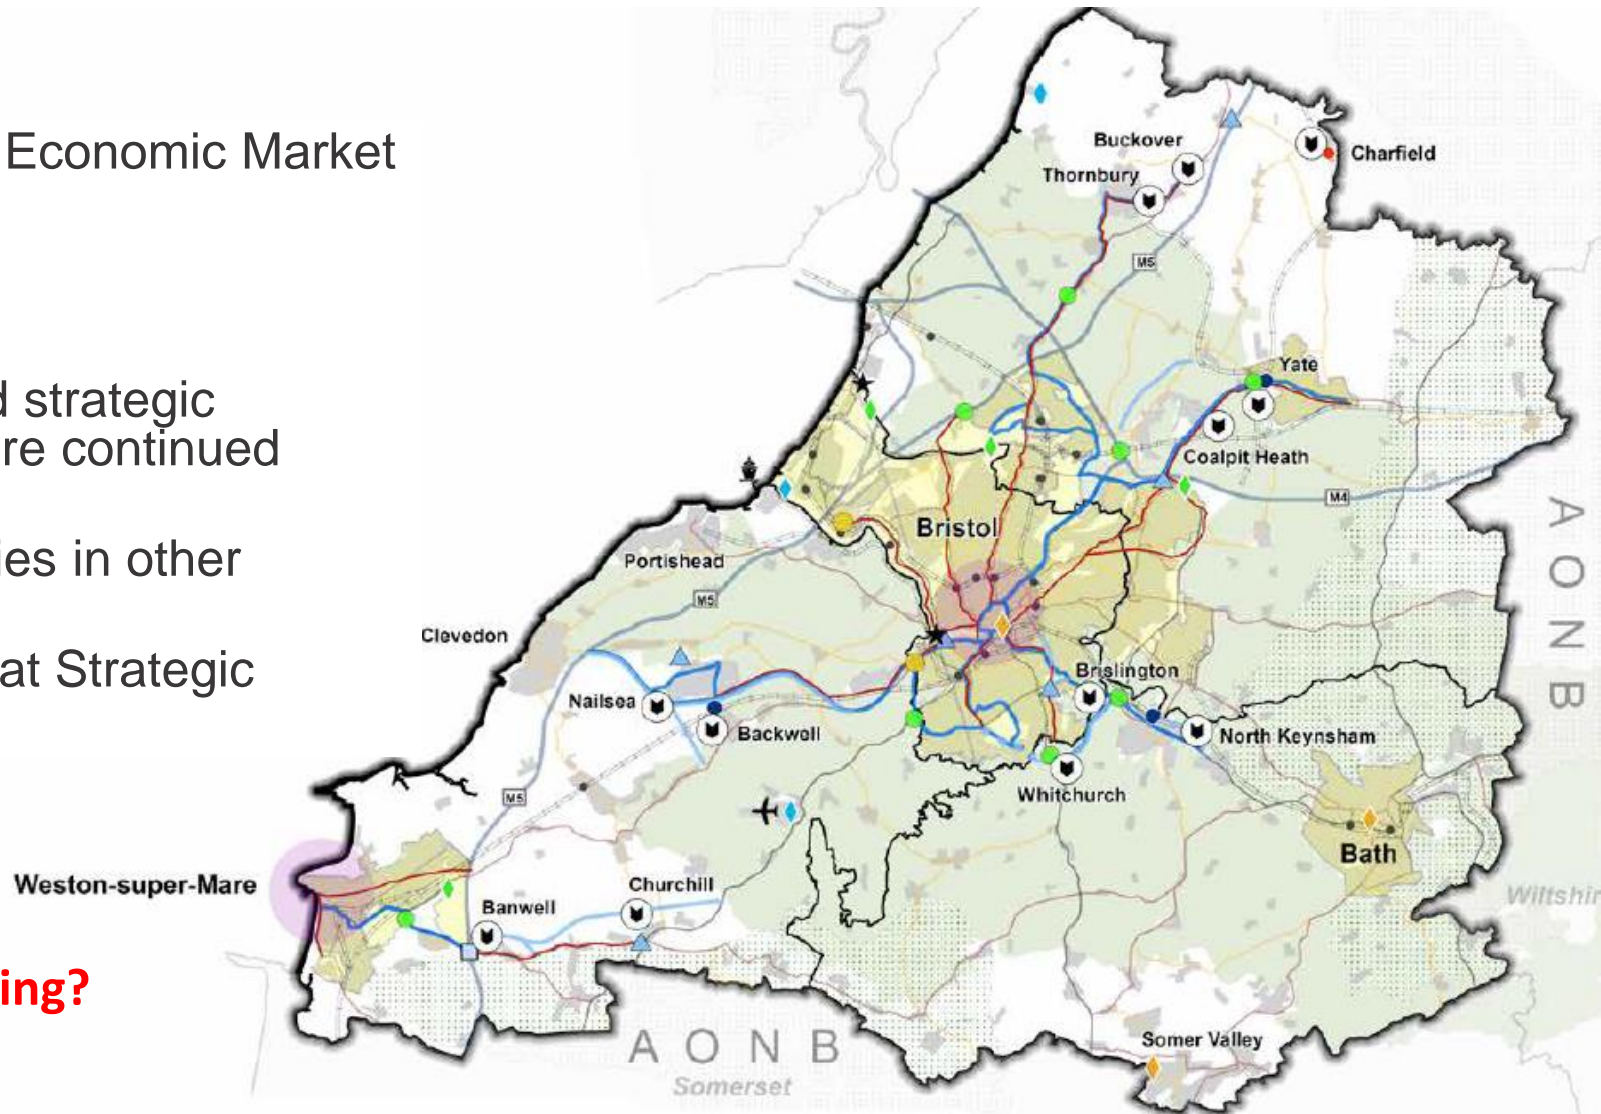 Economic Market
d strategic
re continued
ies in other
at Strategic
ing?
Buckover
Thornbury
Charfield
M5
Yate
Coalpit Heath
M4
Bristol
Portishead
M5
Clevedon
Brislington
Nailsea
Backwell
North Keynsham
Whitchurch
M5
Bath
Weston-super-Mare
Churchill
Banwell
Wiltshir
AONB
AONB
Somerset
Somer Valley